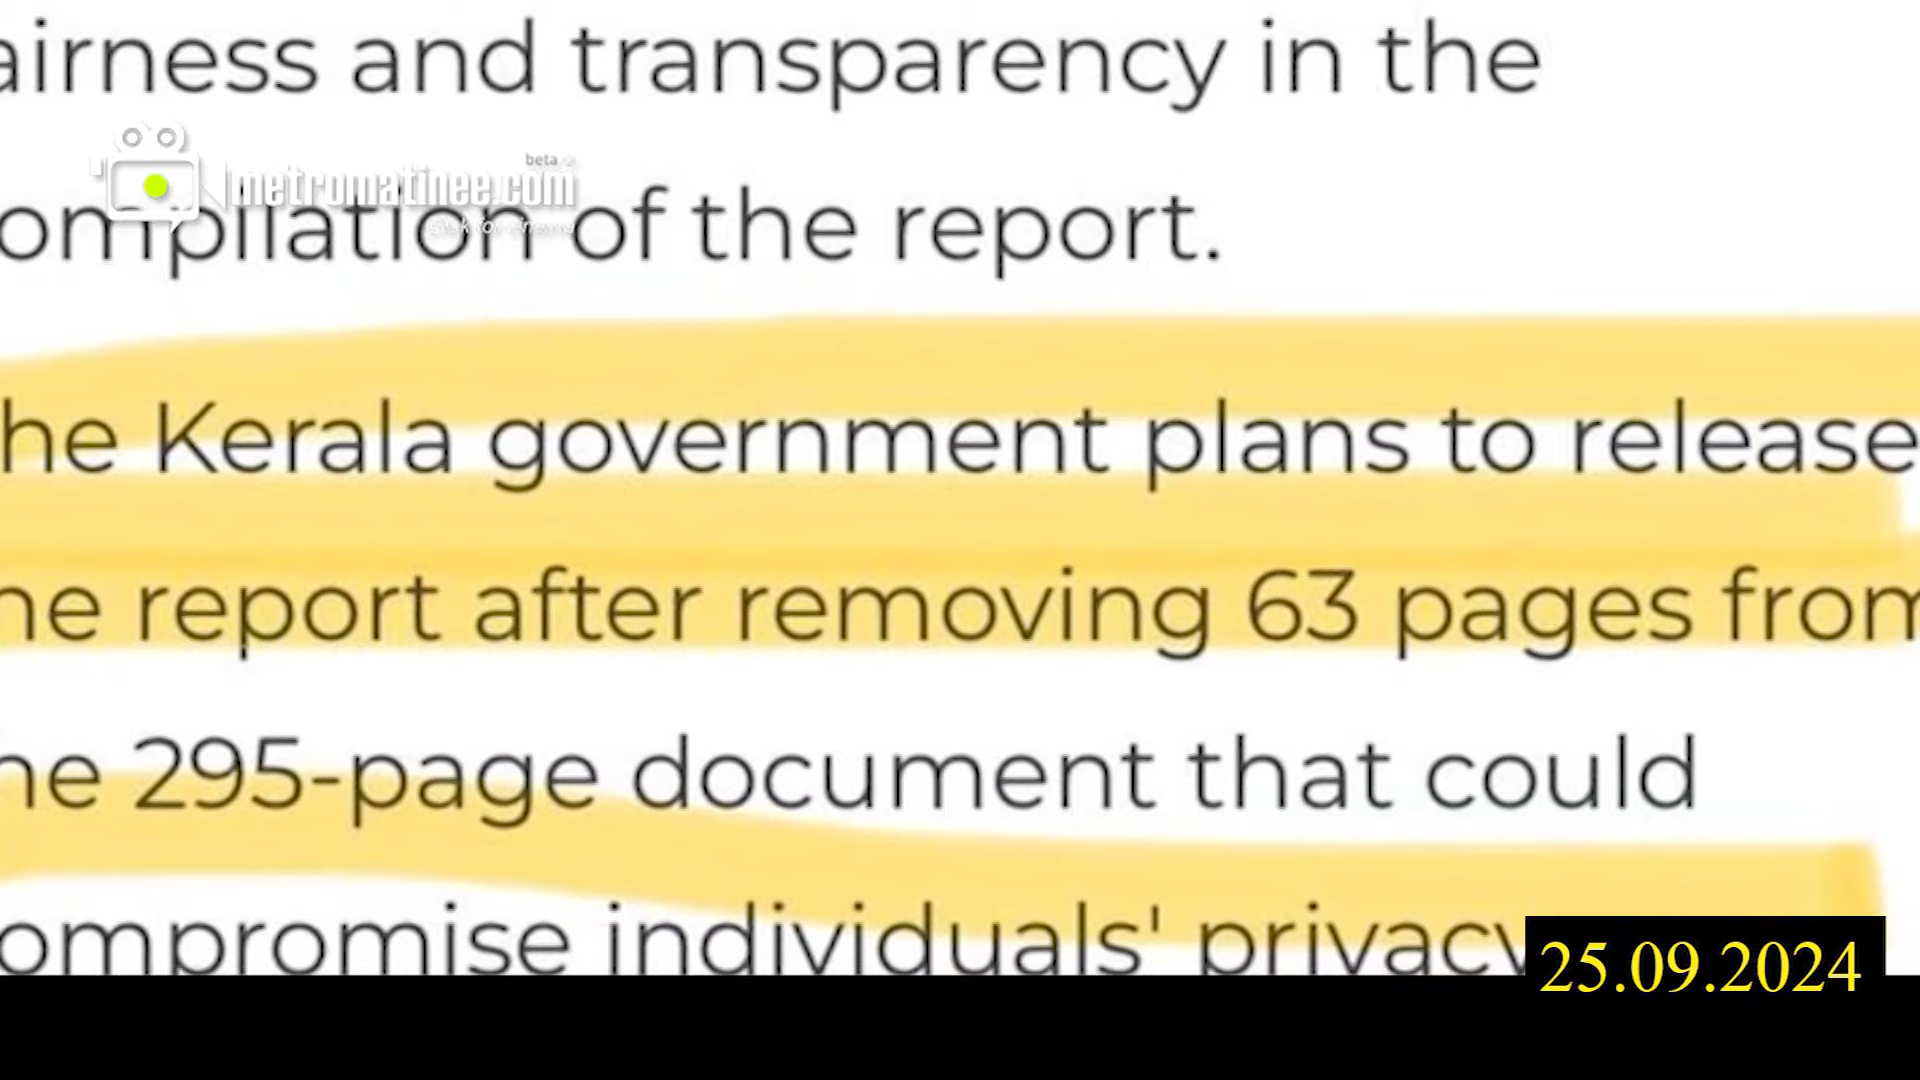 airness and transparency in the
beta
metromatinee.com
ompilation of the report.
he Kerala government plans to release
he report after removing 63 pages from
he 295-page document that could
ompromise individuals' privacy
25.09.2024